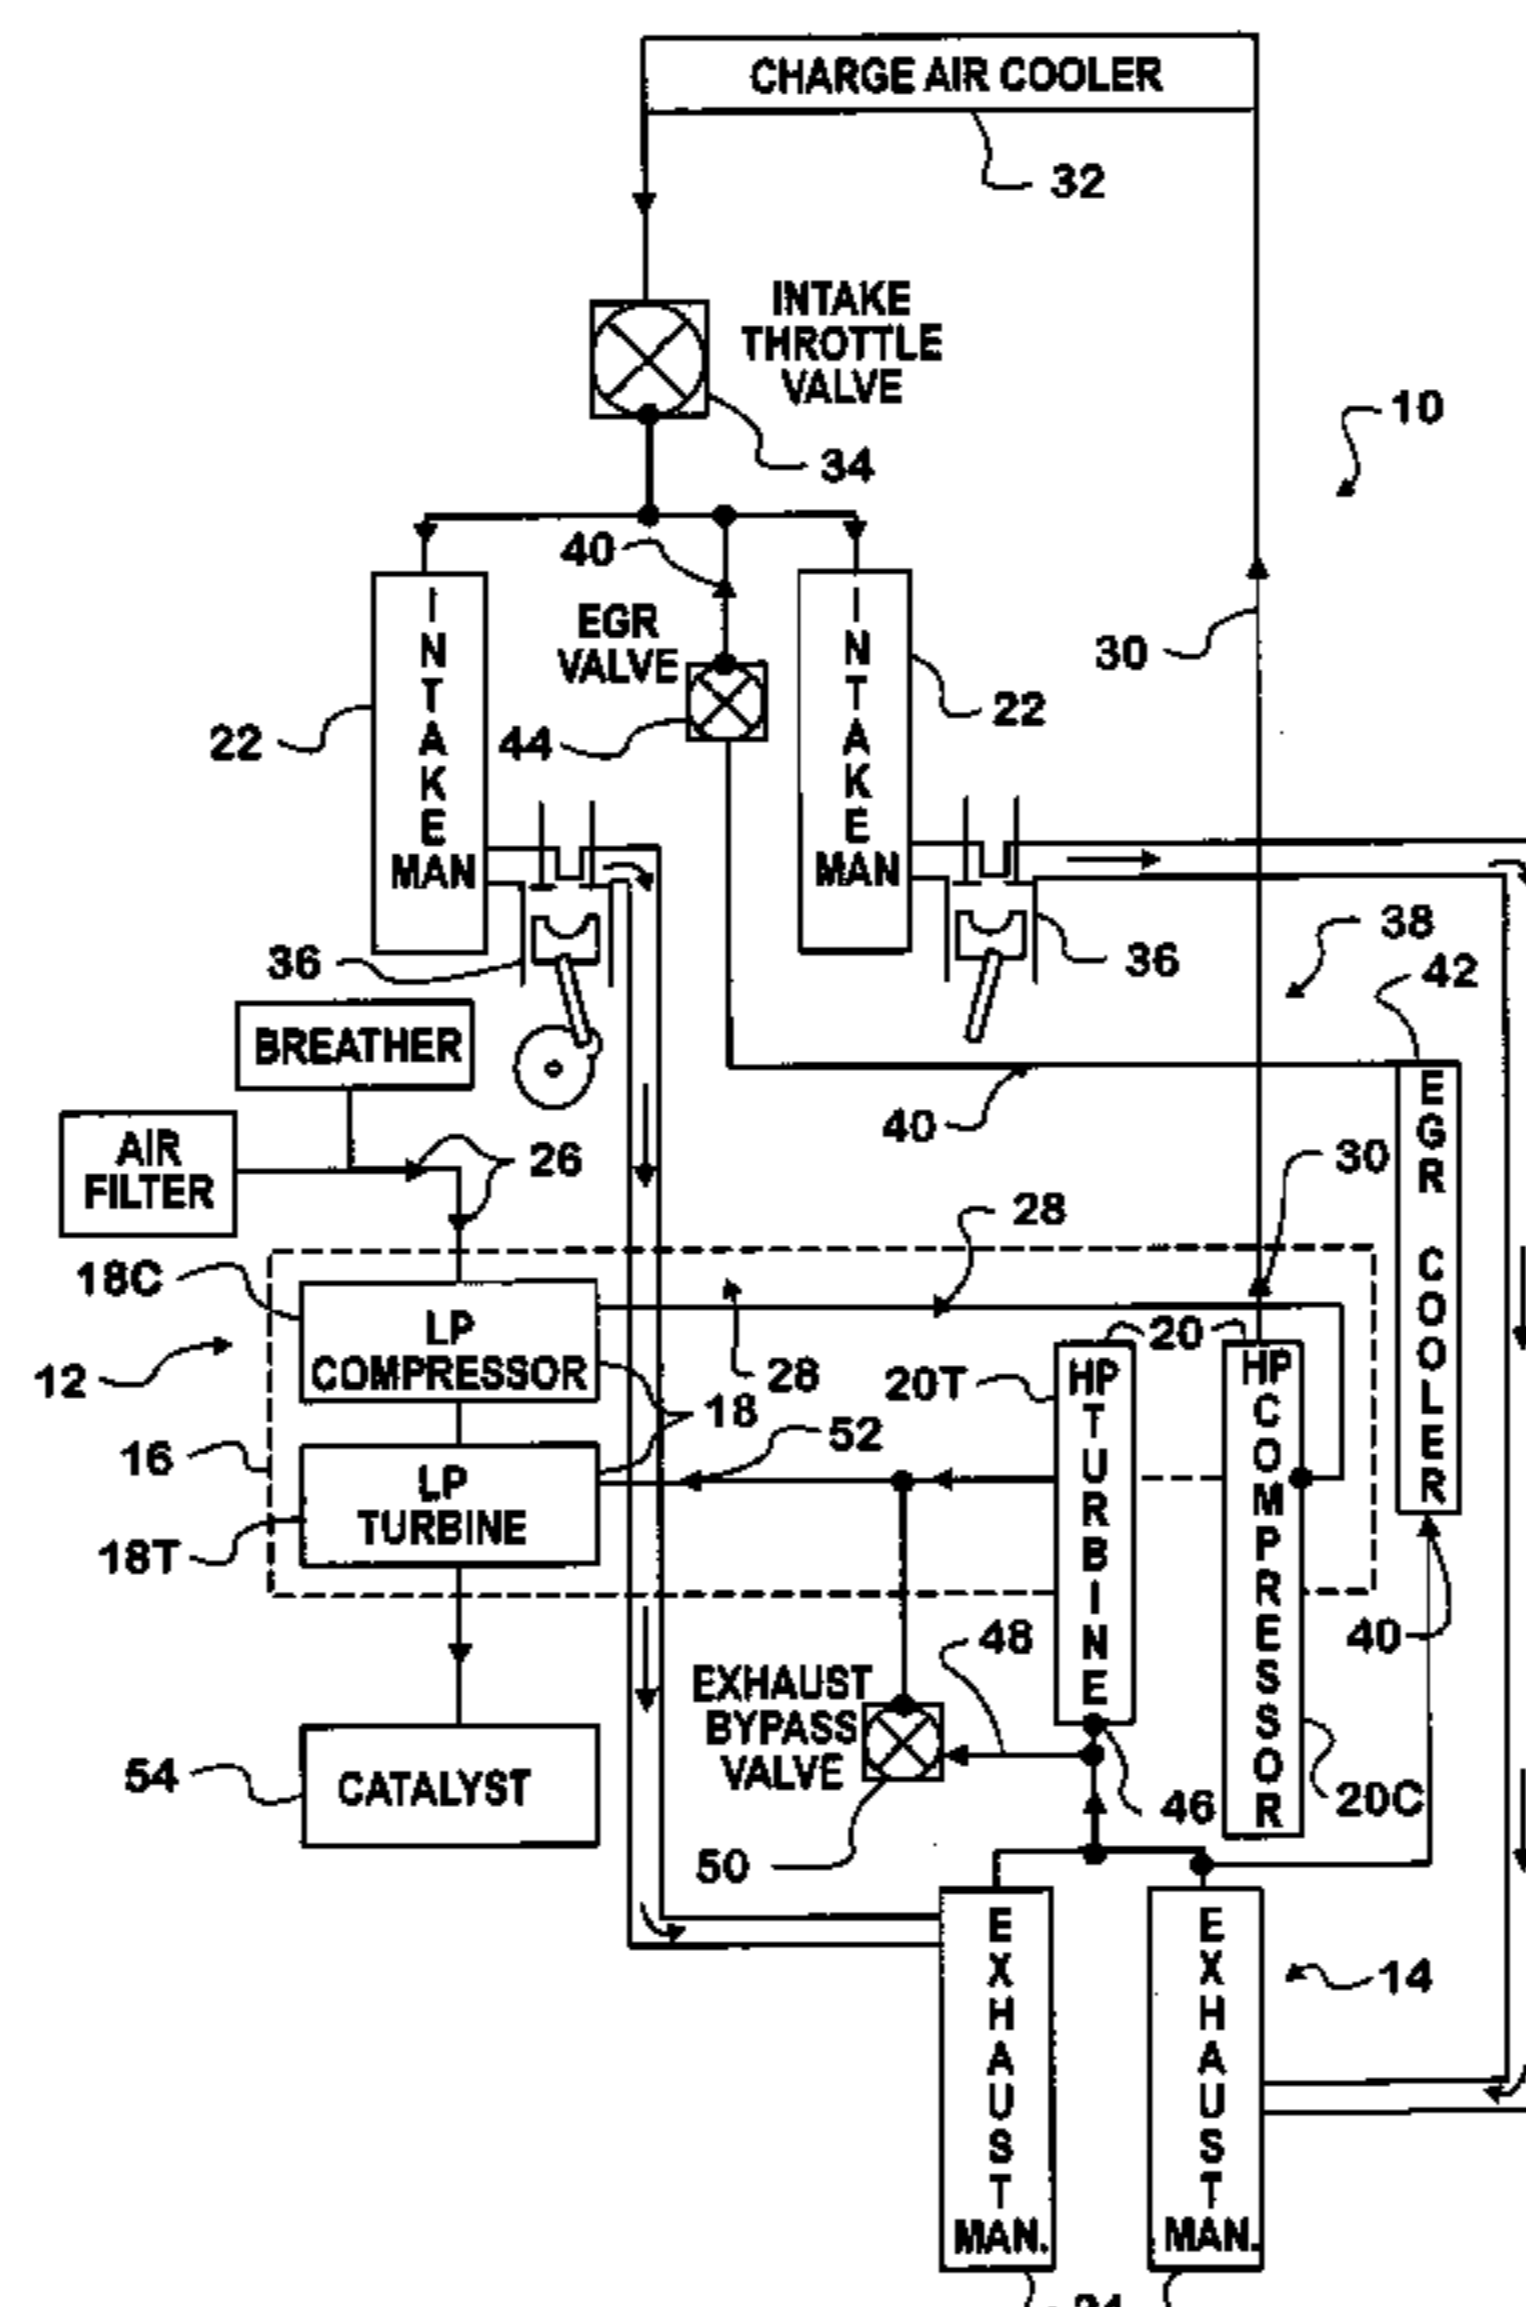 CHARGE AIR COOLER
32
INTAKE
THROTTLE
VALVE
10
34
40
EGR
VALVE
INTAKE
MAN
INTAKE
MAN
30
22
22
44
38
36
36
42
BREATHER
40
EGR COOLER
AIR
FILTER
26
30
28
18C
LP
COMPRESSOR
20
HP
TURBINE
HP
COMPRESSOR
12
28
20T
18
52
16
LP
TURBINE
18T
48
40
EXHAUST
BYPASS
VALVE
54
CATALYST
46
20C
50
EXHAUST
MAN.
EXHAUST
MAN.
14